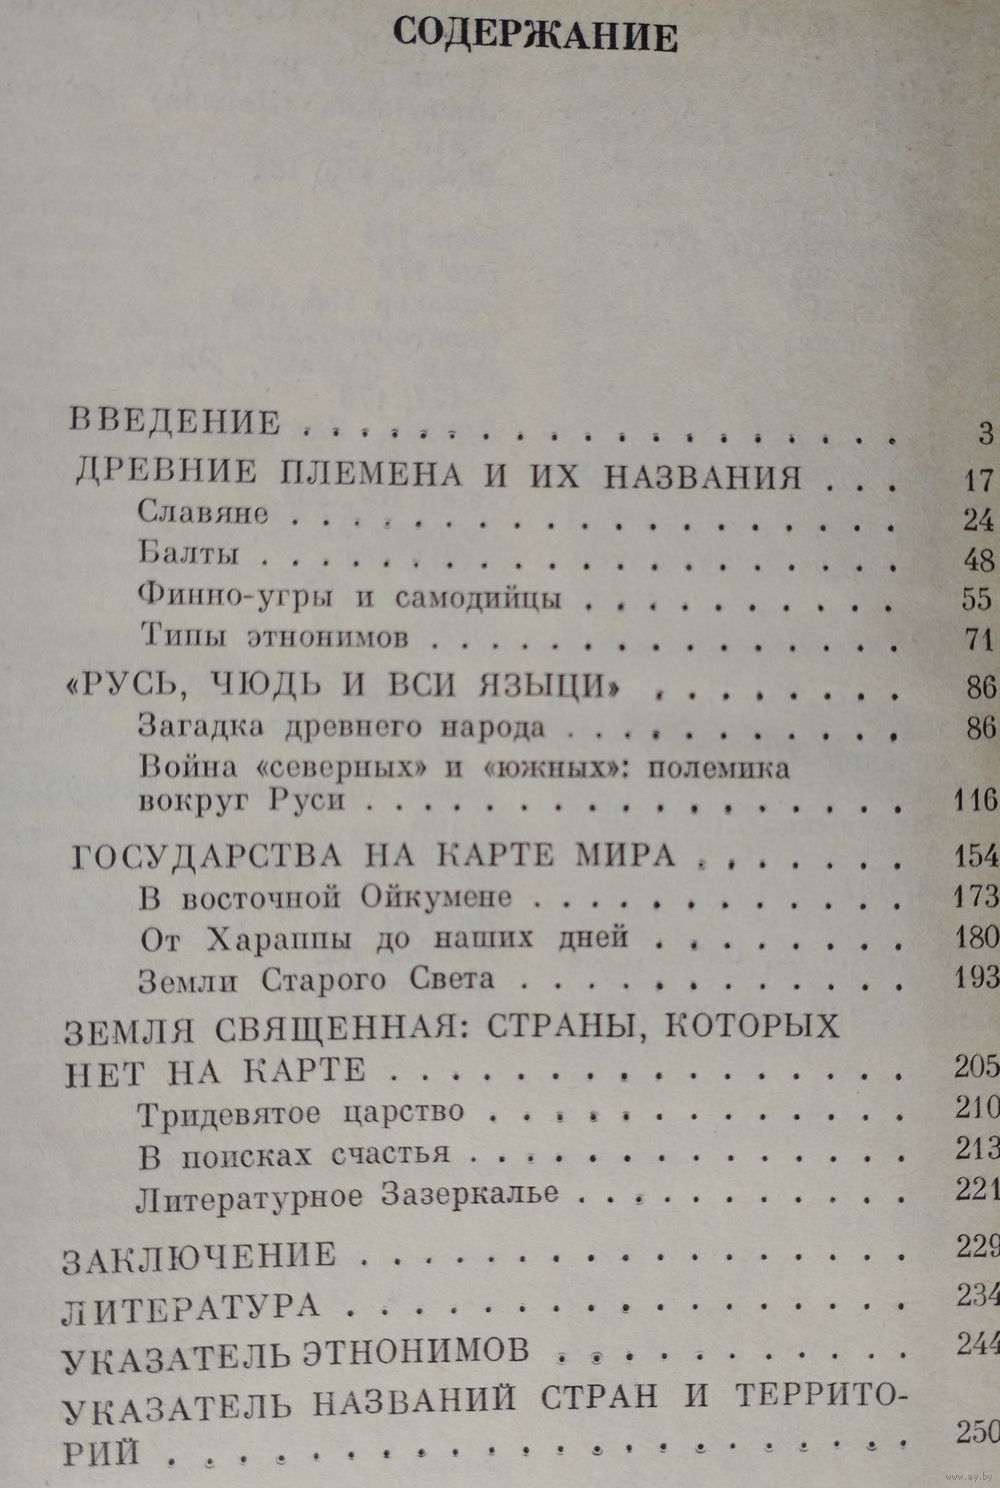 СОДЕРЖАНИЕ
ВВЕДЕНИЕ . . . . . . . . . . . . . . . . . . . 3
ДРЕВНИЕ ПЛЕМЕНА И ИХ НАЗВАНИЯ . . . 17
Славяне . . . . . . . . . . . . . . . . . . . 24
Балты . . . . . . . . . . . . . . . . . . . . 48
Финно-угры и самодийцы . . . . . . . . . . 55
Типы этнонимов . . . . . . . . . . . . . . . 71
«РУСЬ, ЧЮДЬ И ВСИ ЯЗЫЦИ» . . . . . . . . 86
Загадка древнего народа . . . . . . . . . . . 86
Война «северных» и «южных»: полемика
вокруг Руси . . . . . . . . . . . . . . . . . 116
ГОСУДАРСТВА НА КАРТЕ МИРА . . . . . . . 154
В восточной Ойкумене . . . . . . . . . . . . 173
От Хараппы до наших дней . . . . . . . . 180
Земли Старого Света . . . . . . . . . . . . 193
ЗЕМЛЯ СВЯЩЕННАЯ: СТРАНЫ, КОТОРЫХ
НЕТ НА КАРТЕ . . . . . . . . . . . . . . . . 205
Тридевятое царство . . . . . . . . . . . . . 210
В поисках счастья . . . . . . . . . . . . . . 213
Литературное Зазеркалье . . . . . . . . . . 221
ЗАКЛЮЧЕНИЕ . . . . . . . . . . . . . . . . . 229
ЛИТЕРАТУРА . . . . . . . . . . . . . . . . . 234
УКАЗАТЕЛЬ ЭТНОНИМОВ . . . . . . . . . . . 244
УКАЗАТЕЛЬ НАЗВАНИЙ СТРАН И ТЕРРИТО-
РИЙ . . . . . . . . . . . . . . . . . . . . . 250
www.ay.by